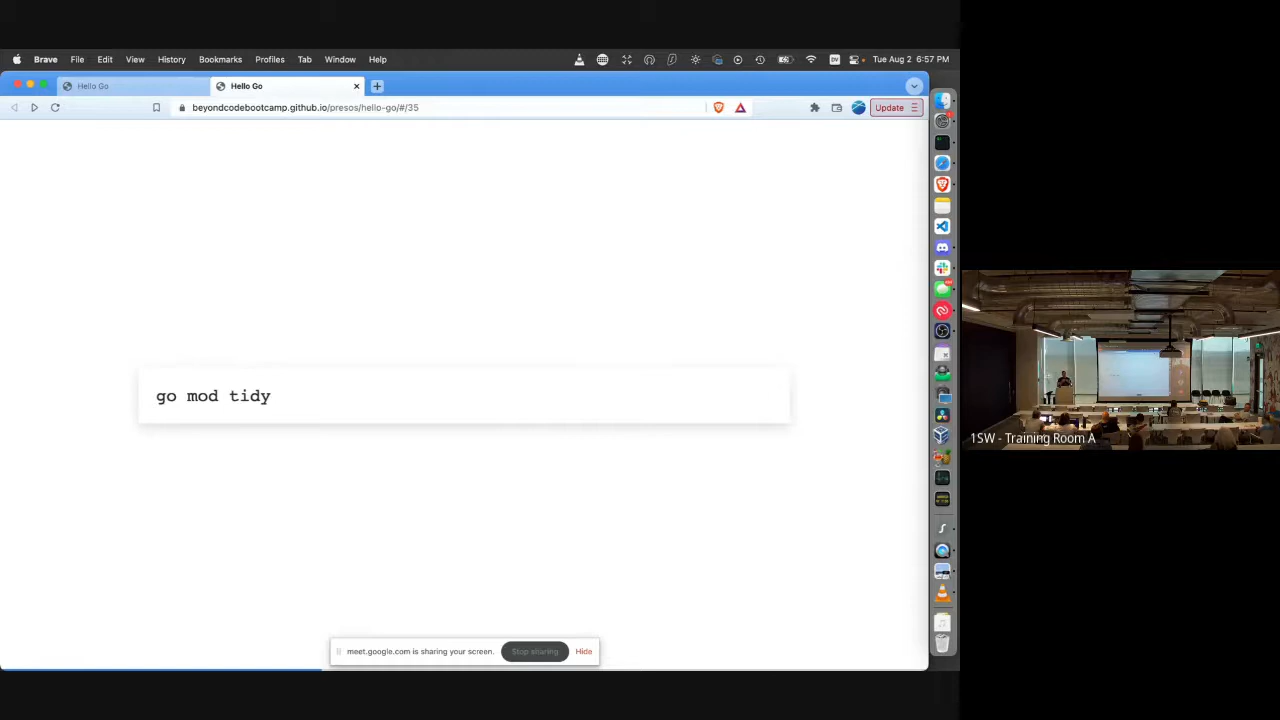 Brave File Edit View History Bookmarks Profiles Tab Window Help
DV
Tue Aug 2 6:57 PM
Hello Go
Hello Go
beyondcodebootcamp.github.io/presos/hello-go/#/35
Update
go mod tidy
1SW - Training Room A
meet.google.com is sharing your screen.
Stop sharing
Hide